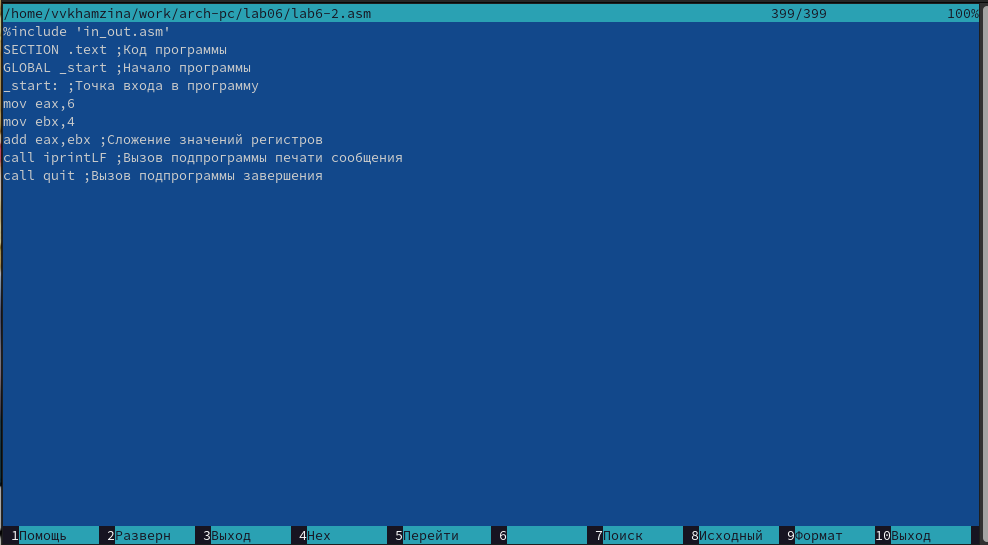 /home/vvkhamzina/work/arch-pc/lab06/lab6-2.asm 399/399 100%
%include 'in_out.asm'
SECTION .text ;Код программы
GLOBAL _start ;Начало программы
_start: ;Точка входа в программу
mov eax,6
mov ebx,4
add eax,ebx ;Сложение значений регистров
call iprintLF ;Вызов подпрограммы печати сообщения
call quit ;Вызов подпрограммы завершения
1Помощь 2Разверн 3Выход 4Hex 5Перейти 6 7Поиск 8Исходный 9Формат 10Выход